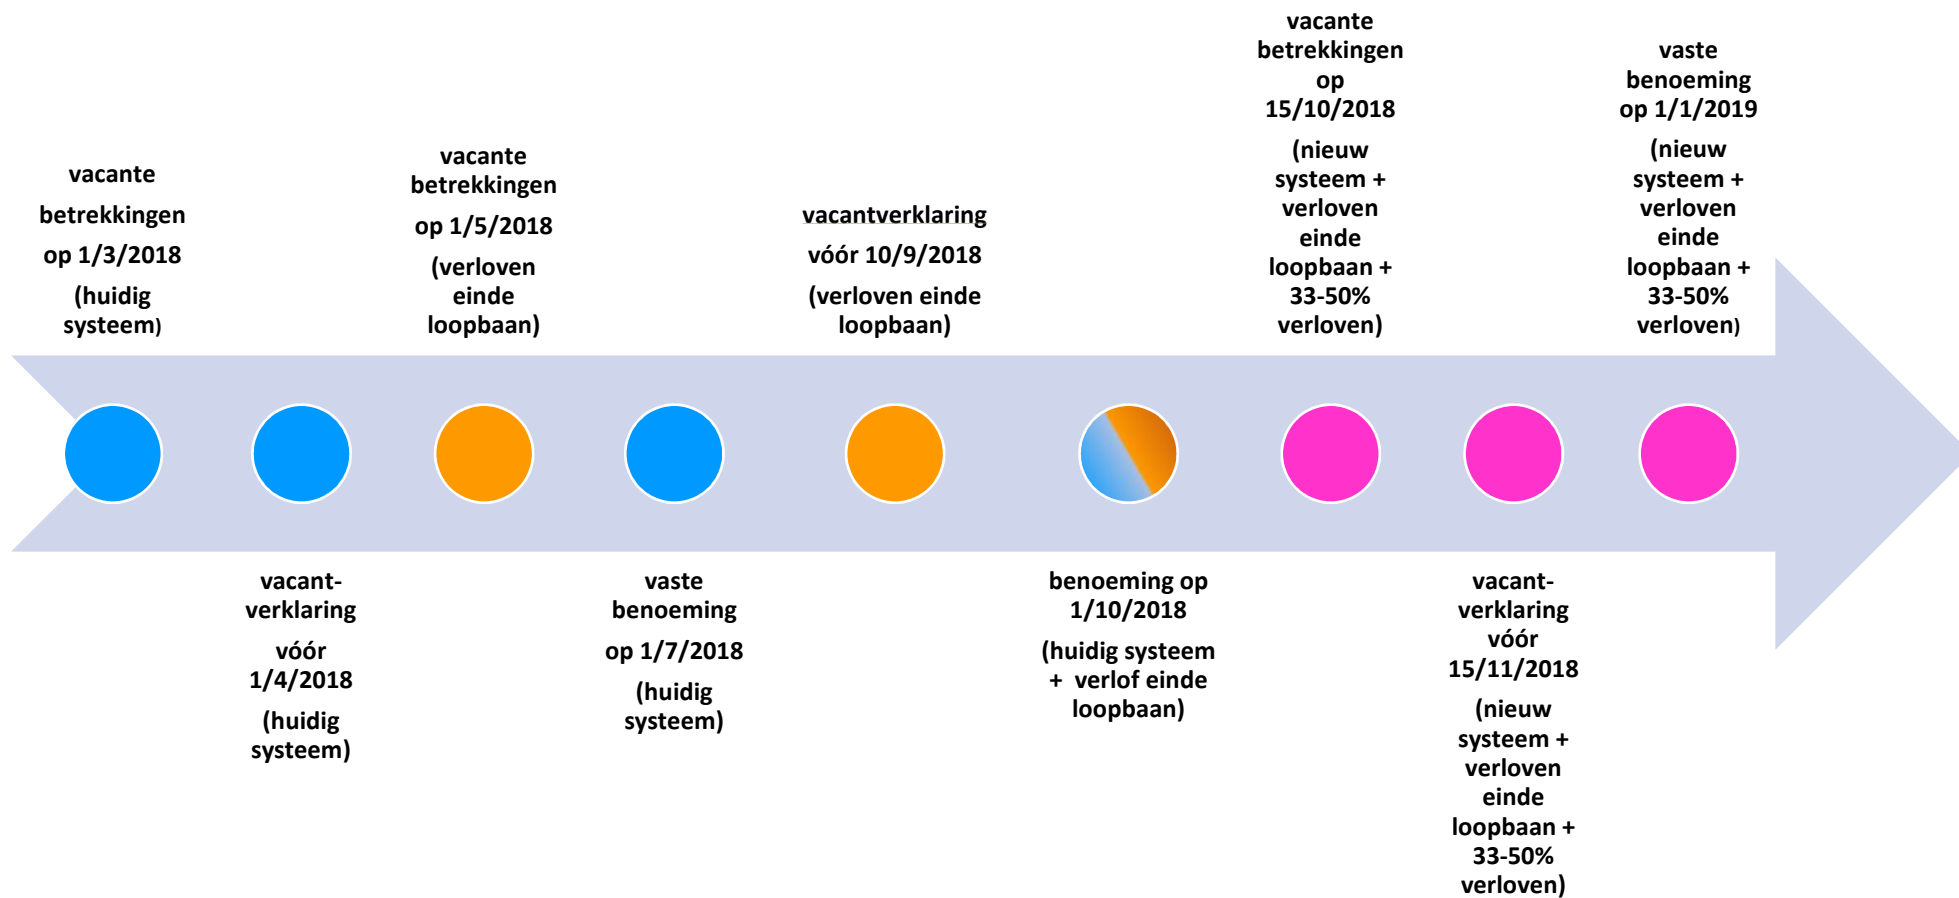 vacante
betrekkingen
op 1/3/2018
(huidig
systeem)
vacant-
verklaring
vóór
1/4/2018
(huidig
systeem)
vacante
betrekkingen
op 1/5/2018
(verloven
einde
loopbaan)
vaste
benoeming
op 1/7/2018
(huidig
systeem)
vacantverklaring
vóór 10/9/2018
(verloven einde
loopbaan)
benoeming op
1/10/2018
(huidig systeem
+ verlof einde
loopbaan)
vacante
betrekkingen
op
15/10/2018
(nieuw
systeem +
verloven
einde
loopbaan +
33-50%
verloven)
vacant-
verklaring
vóór
15/11/2018
(nieuw
systeem +
verloven
einde
loopbaan +
33-50%
verloven)
vaste
benoeming
op 1/1/2019
(nieuw
systeem +
verloven
einde
loopbaan +
33-50%
verloven)